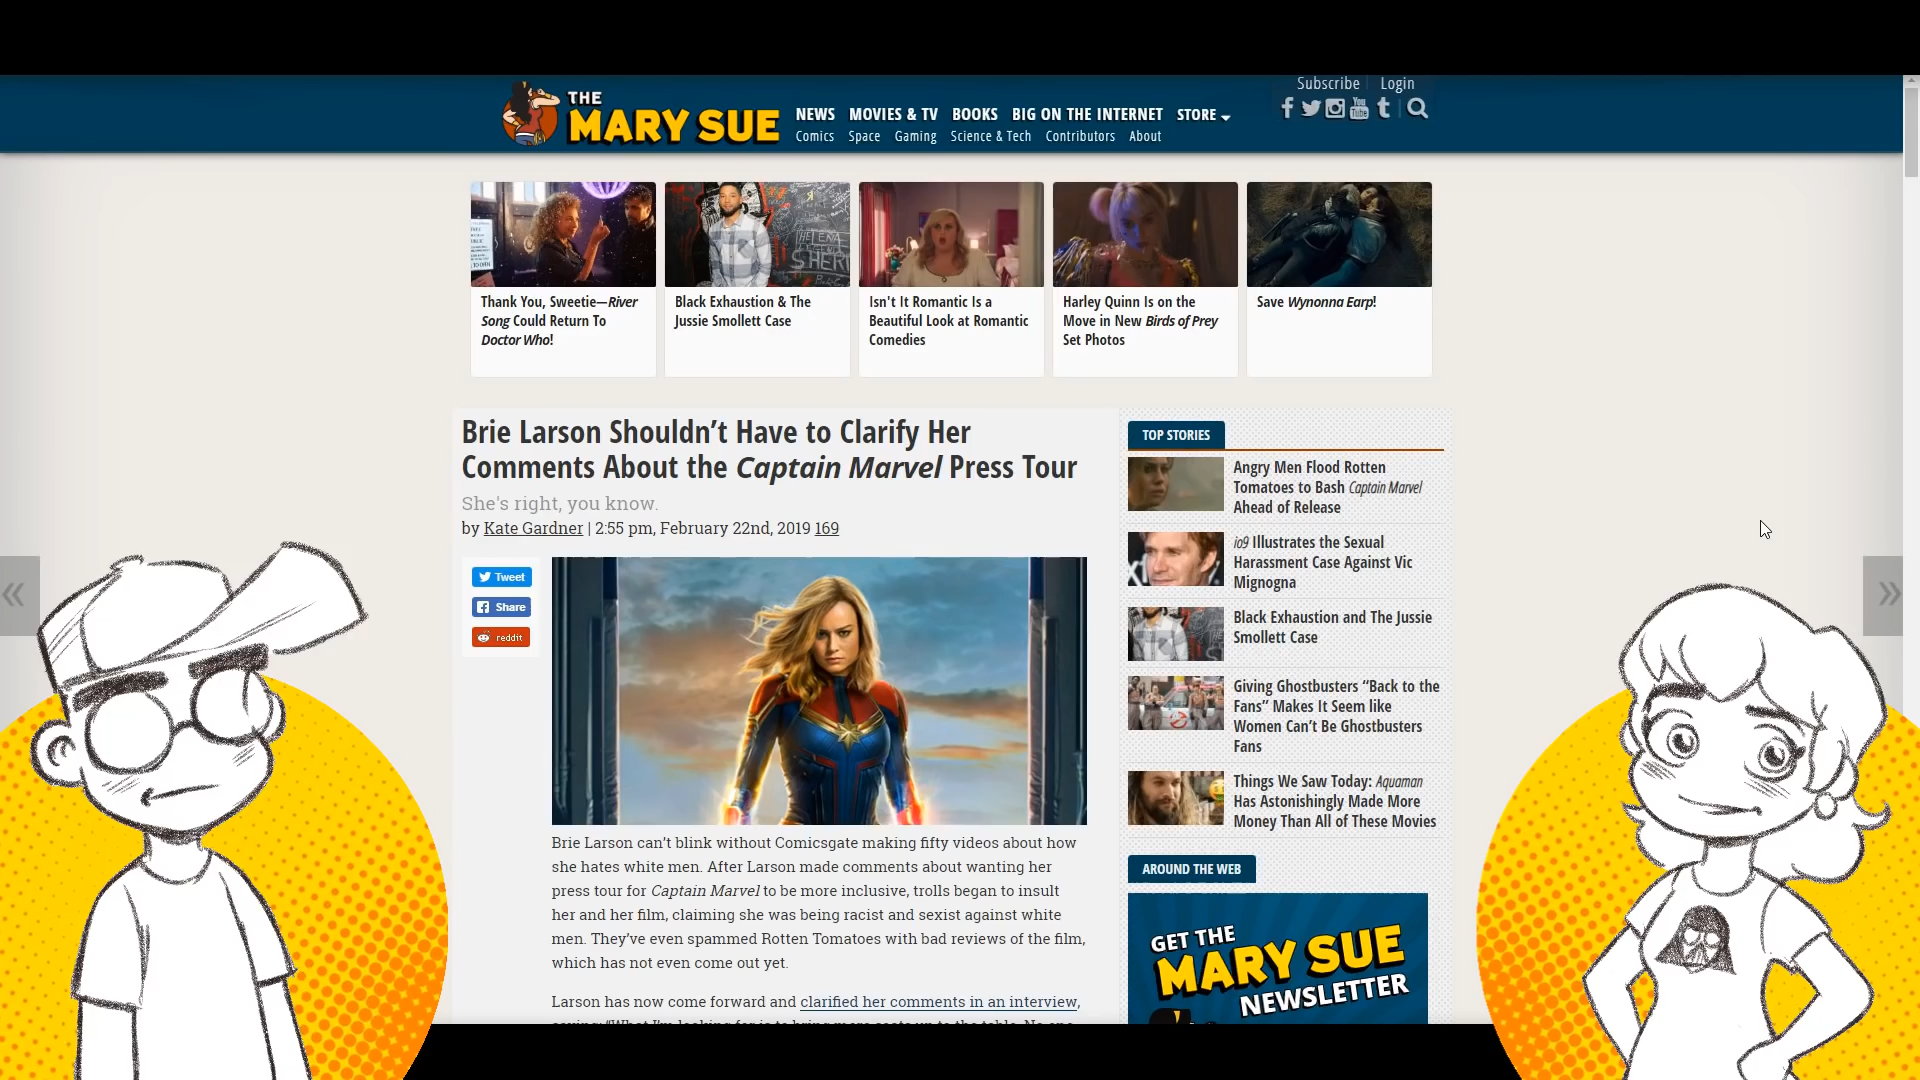 Subscribe Login
THE
MARY SUE
NEWS MOVIES & TV BOOKS BIG ON THE INTERNET STORE
Comics Space Gaming Science & Tech Contributors About
Thank You, Sweetie—River
Song Could Return To
Doctor Who!
Black Exhaustion & The
Jussie Smollett Case
Isn't It Romantic Is a
Beautiful Look at Romantic
Comedies
Harley Quinn Is on the
Move in New Birds of Prey
Set Photos
Save Wynonna Earp!
Brie Larson Shouldn’t Have to Clarify Her
Comments About the Captain Marvel Press Tour
She's right, you know.
by Kate Gardner | 2:55 pm, February 22nd, 2019 169
Tweet
Share
reddit
Brie Larson can’t blink without Comicsgate making fifty videos about how
she hates white men. After Larson made comments about wanting her
press tour for Captain Marvel to be more inclusive, trolls began to insult
her and her film, claiming she was being racist and sexist against white
men. They’ve even spammed Rotten Tomatoes with bad reviews of the film,
which has not even come out yet.
Larson has now come forward and clarified her comments in an interview,
TOP STORIES
Angry Men Flood Rotten
Tomatoes to Bash Captain Marvel
Ahead of Release
io9 Illustrates the Sexual
Harassment Case Against Vic
Mignogna
Black Exhaustion and The Jussie
Smollett Case
Giving Ghostbusters “Back to the
Fans” Makes It Seem like
Women Can’t Be Ghostbusters
Fans
Things We Saw Today: Aquaman
Has Astonishingly Made More
Money Than All of These Movies
AROUND THE WEB
GET THE
MARY SUE
NEWSLETTER